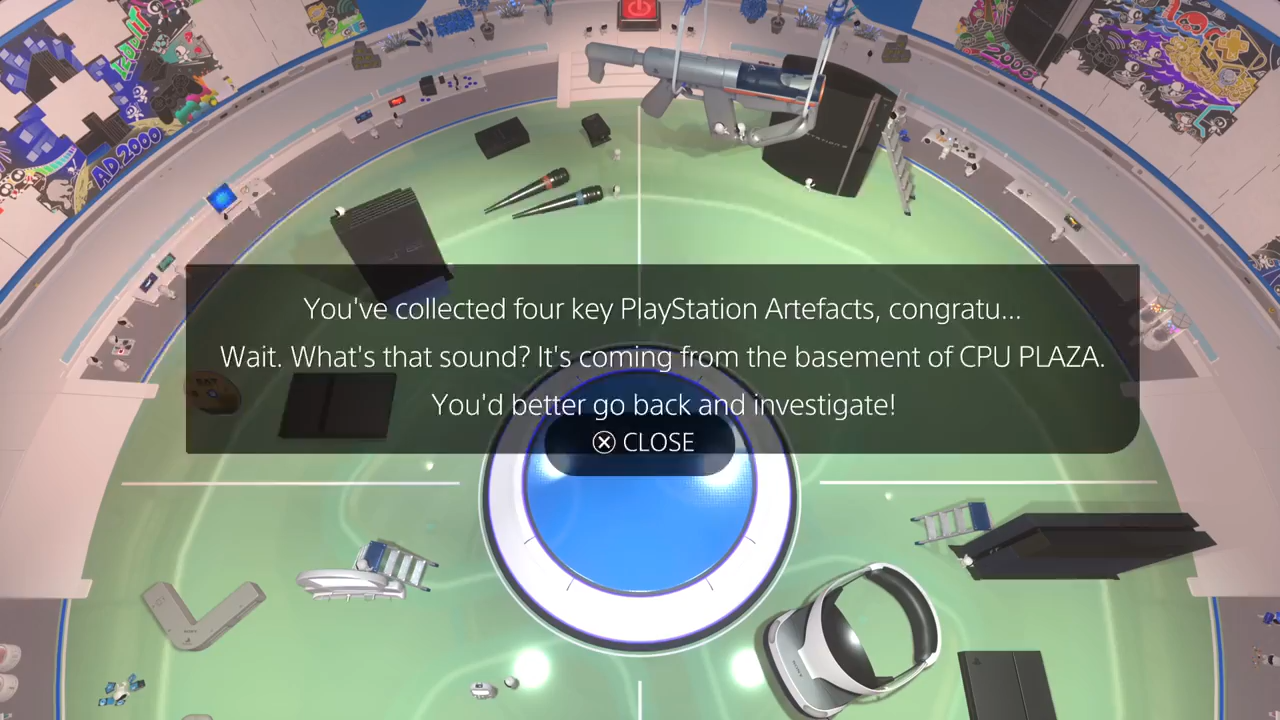 AD.2000
You've collected four key PlayStation Artefacts, congratu...
Wait. What's that sound? It's coming from the basement of CPU PLAZA.
You'd better go back and investigate!
CLOSE